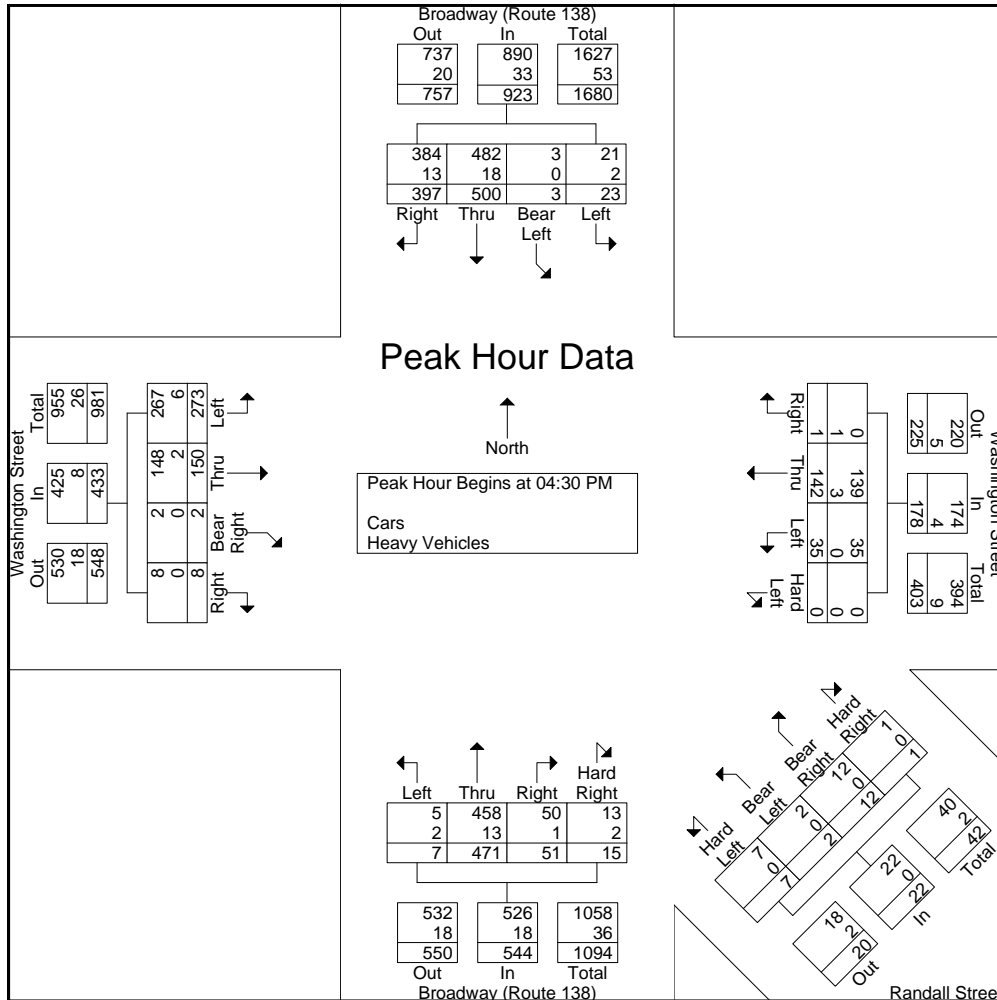 Broadway (Route 138)
Out In Total
737 890 1627
20 33 53
757 923 1680
384 482 3 21
13 18 0 2
397 500 3 23
Right Thru Bear Left Left
Peak Hour Data
North
Peak Hour Begins at 04:30 PM
Cars
Heavy Vehicles
Washington Street
Total In Out
955 425 530
26 8 18
981 433 548
267 148 2 8
6 2 0 0
273 150 2 8
Left Thru Bear Right Right
Washington Street
Out In Total
220 174 394
5 4 9
225 178 403
0 139 35 0
1 3 0 0
1 142 35 0
Right Thru Left Hard Left
Left Thru Right Hard Right
5 458 50 13
2 13 1 2
7 471 51 15
532 526 1058
18 18 36
550 544 1094
Out In Total
Broadway (Route 138)
Hard Left Bear Left Bear Right Hard Right
7 2 12 1
0 0 0 0
7 2 12 1
18 22 40
2 0 2
20 22 42
Out In Total
Randall Stree